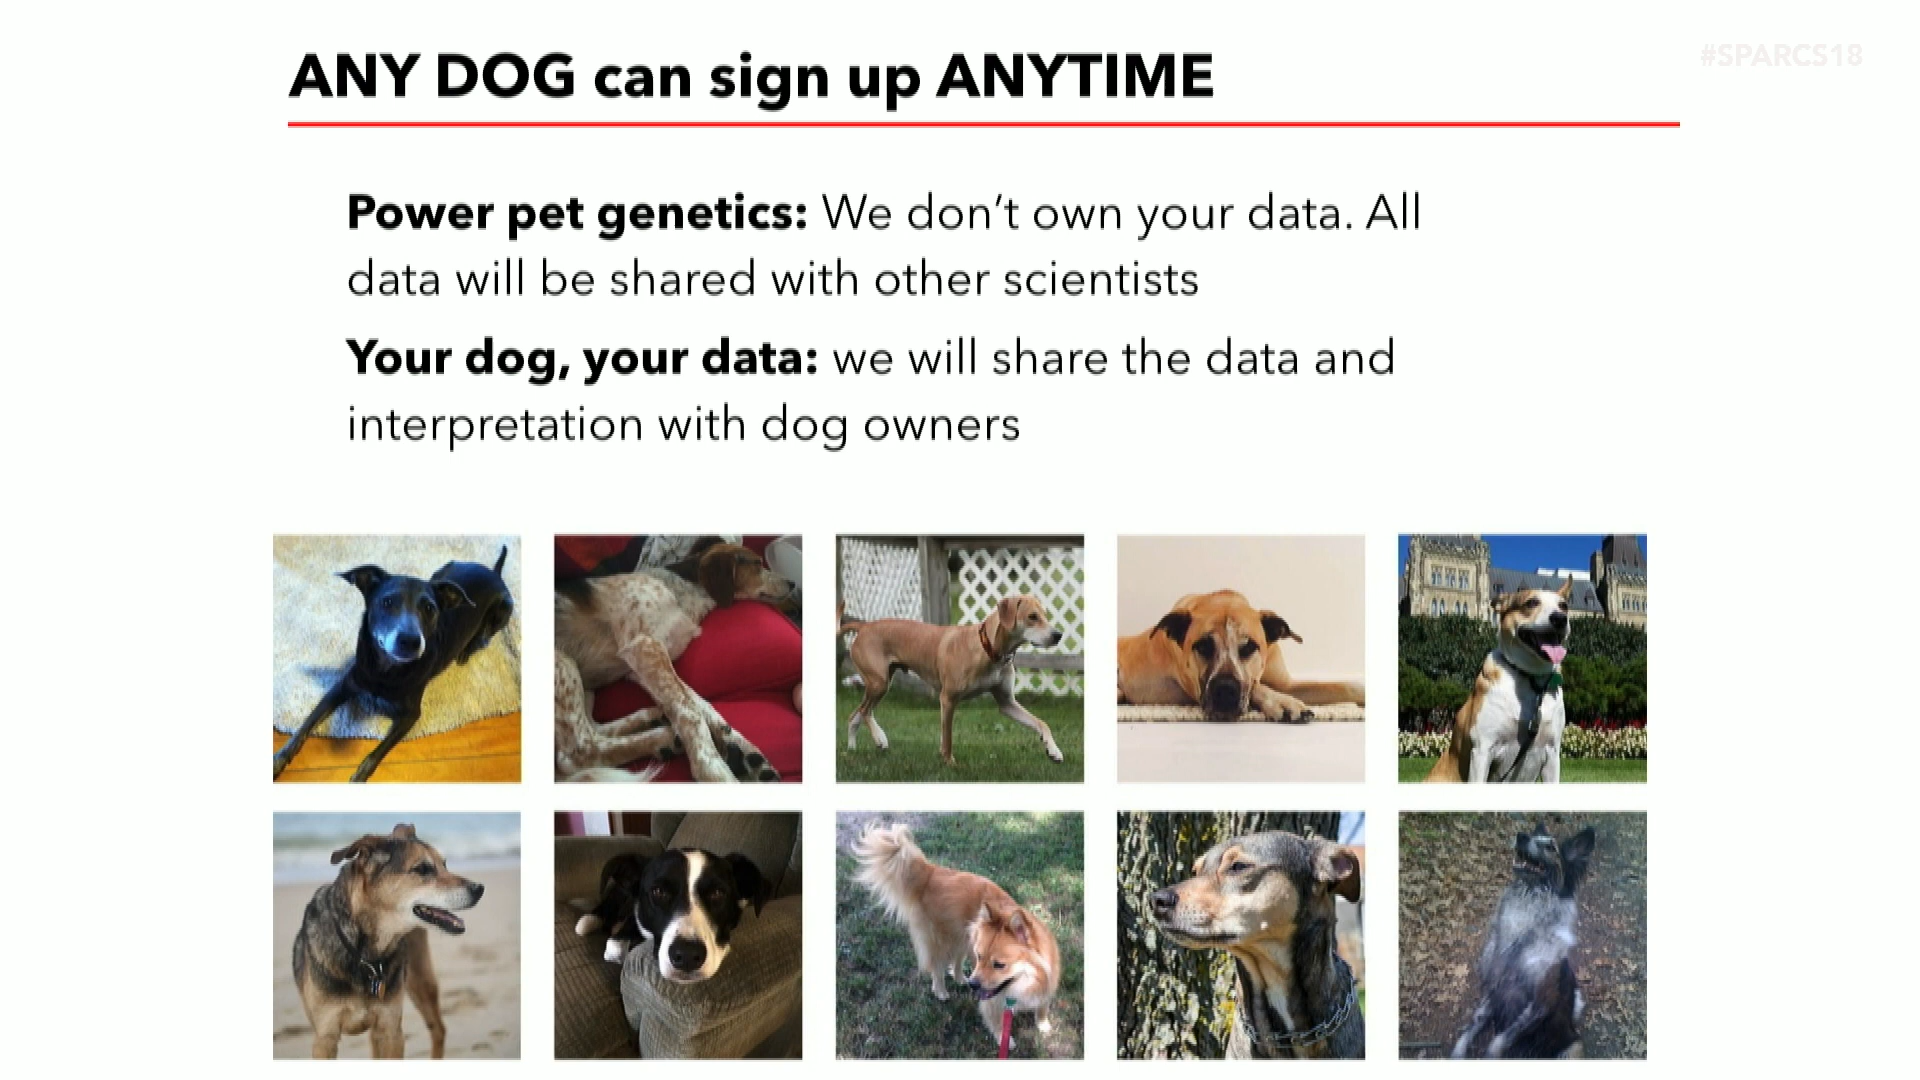 #SPARCS18
ANY DOG can sign up ANYTIME
Power pet genetics: We don’t own your data. All
data will be shared with other scientists
Your dog, your data: we will share the data and
interpretation with dog owners